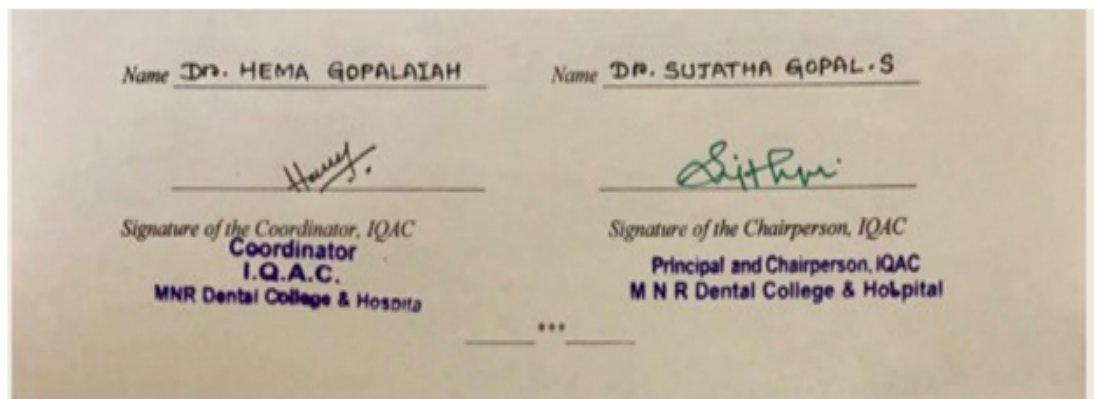 Name Dr. HEMA GOPALAIAH
Name DR. SUJATHA GOPAL.S
Signature of the Coordinator, IQAC
Coordinator
I.Q.A.C.
MNR Dental College & Hospita
Signature of the Chairperson, IQAC
Principal and Chairperson, IQAC
M N R Dental College & Hospital
***